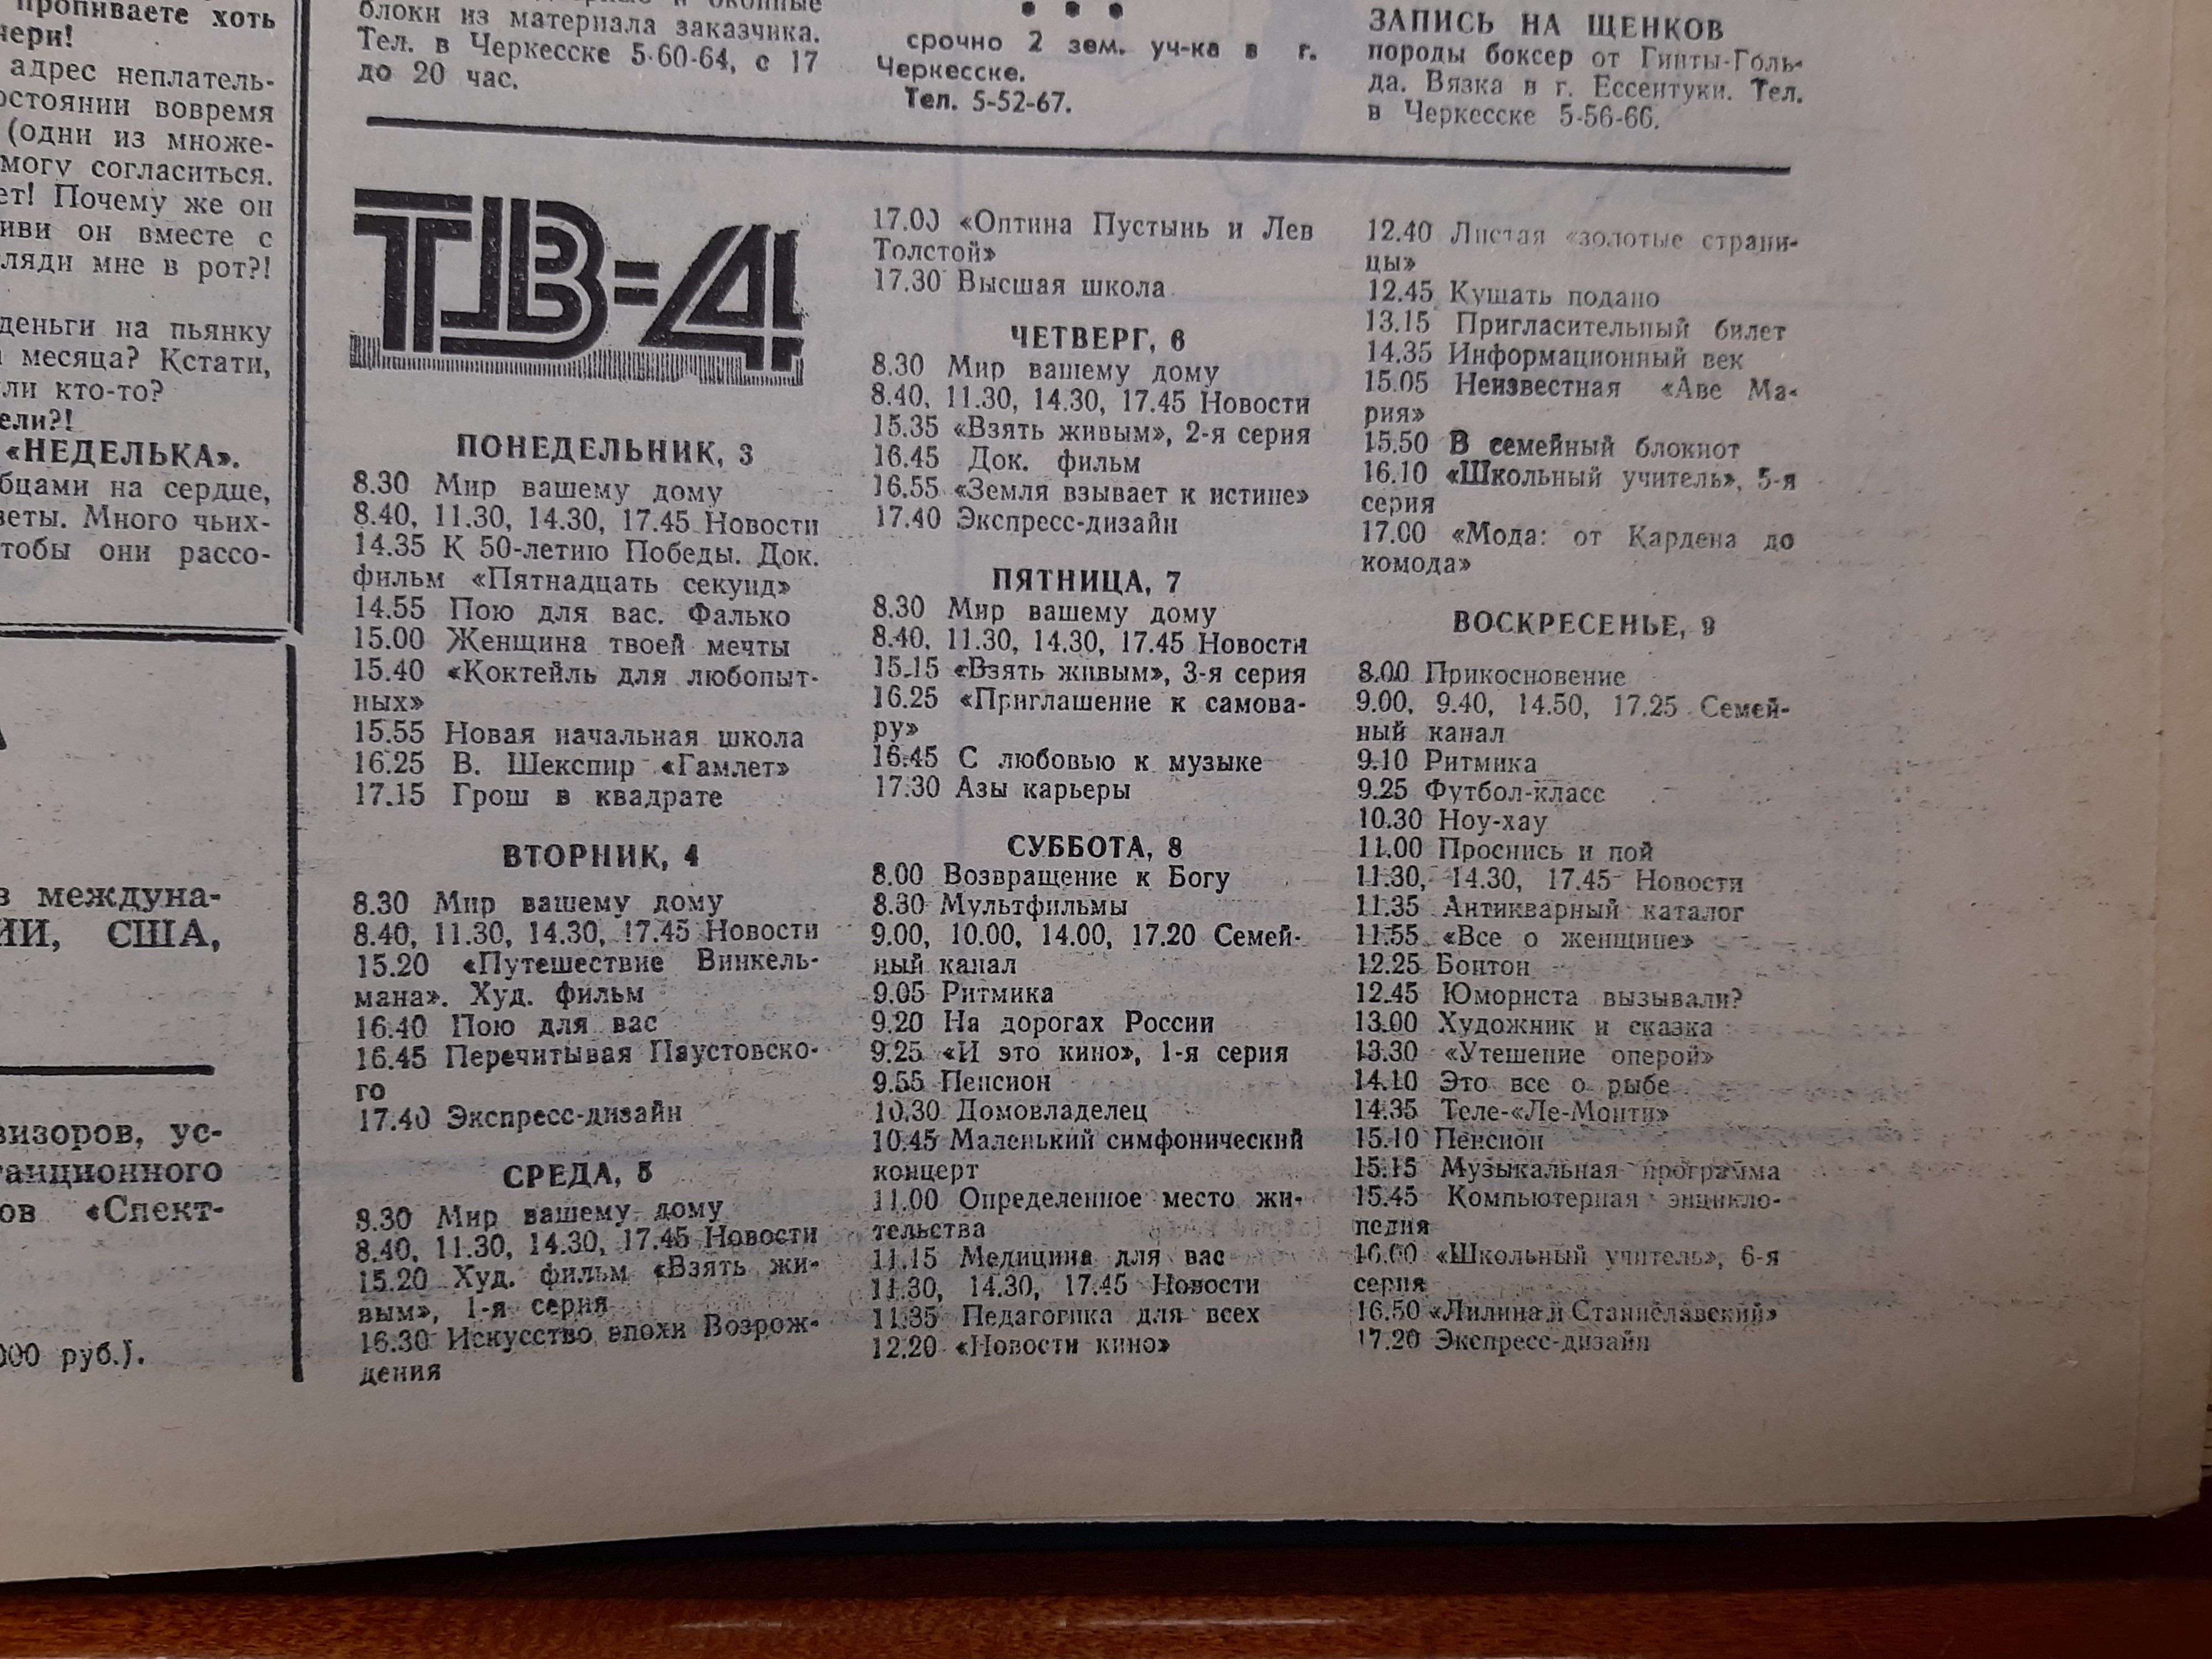 пропиваете хоть
чери!
адрес неплатель-
остоянии вовремя
(одни из множе-
могу согласиться.
ет! Почему же он
иви он вместе с
ляди мне в рот?!
деньги на пьянку
месяца? Кстати,
ли кто-то?
ели?!
«НЕДЕЛЬКА».
бцами на сердце,
веты. Много чьих-
тобы они рассо-
в междуна-
ИИ, США,
визоров, ус-
танционного
ов «Спект-
000 руб.).
блоки из материала заказчика.
Тел. в Черкесске 5-60-64, с 17
до 20 час.
срочно 2 зем. уч-ка в г.
Черкесске.
Тел. 5-52-67.
ЗАПИСЬ НА ЩЕНКОВ
породы боксер от Гинты-Голь-
да. Вязка в г. Ессентуки. Тел.
в Черкесске 5-56-66.
ТВ-4
ПОНЕДЕЛЬНИК, 3
8.30 Мир вашему дому
8.40, 11.30, 14.30, 17.45 Новости
14.35 К 50-летию Победы. Док.
фильм «Пятнадцать секунд»
14.55 Пою для вас. Фалько
15.00 Женщина твоей мечты
15.40 «Коктейль для любопыт-
ных»
15.55 Новая начальная школа
16.25 В. Шекспир «Гамлет»
17.15 Грош в квадрате
ВТОРНИК, 4
8.30 Мир вашему дому
8.40, 11.30, 14.30, 17.45 Новости
15.20 «Путешествие Винкель-
мана». Худ. фильм
16.40 Пою для вас
16.45 Перечитывая Паустовско-
го
17.40 Экспресс-дизайн
СРЕДА, 5
8.30 Мир вашему дому
8.40, 11.30, 14.30, 17.45 Новости
15.20 Худ. фильм «Взять жи-
вым», 1-я серия
16.30 Искусство эпохи Возрож-
дения
17.00 «Оптина Пустынь и Лев
Толстой»
17.30 Высшая школа
ЧЕТВЕРГ, 6
8.30 Мир вашему дому
8.40, 11.30, 14.30, 17.45 Новости
15.35 «Взять живым», 2-я серия
16.45 Док. фильм
16.55 «Земля взывает к истине»
17.40 Экспресс-дизайн
ПЯТНИЦА, 7
8.30 Мир вашему дому
8.40, 11.30, 14.30, 17.45 Новости
15.15 «Взять живым», 3-я серия
16.25 «Приглашение к самова-
ру»
16.45 С любовью к музыке
17.30 Азы карьеры
СУББОТА, 8
8.00 Возвращение к Богу
8.30 Мультфильмы
9.00, 10.00, 14.00, 17.20 Семей-
ный канал
9.05 Ритмика
9.20 На дорогах России
9.25 «И это кино», 1-я серия
9.55 Пенсион
10.30 Домовладелец
10.45 Маленький симфонический
концерт
11.00 Определенное место жи-
тельства
11.15 Медицина для вас
11.30, 14.30, 17.45 Новости
11.35 Педагогика для всех
12.20 «Новости кино»
12.40 Листая «золотые страни-
цы»
12.45 Кушать подано
13.15 Пригласительный билет
14.35 Информационный век
15.05 Неизвестная «Аве Ма-
рия»
15.50 В семейный блокнот
16.10 «Школьный учитель», 5-я
серия
17.00 «Мода: от Кардена до
комода»
ВОСКРЕСЕНЬЕ, 9
8.00 Прикосновение
9.00, 9.40, 14.50, 17.25 Семей-
ный канал
9.10 Ритмика
9.25 Футбол-класс
10.30 Ноу-хау
11.00 Проснись и пой
11.30, 14.30, 17.45 Новости
11.35 Антикварный каталог
11.55 «Все о женщине»
12.25 Бонтон
12.45 Юмориста вызывали?
13.00 Художник и сказка
13.30 «Утешение оперой»
14.10 Это все о рыбе
14.35 Теле-«Ле-Монти»
15.10 Пенсион
15.15 Музыкальная программа
15.45 Компьютерная энцикло-
педия
16.00 «Школьный учитель», 6-я
серия
16.50 «Лилина и Станиславский»
17.20 Экспресс-дизайн